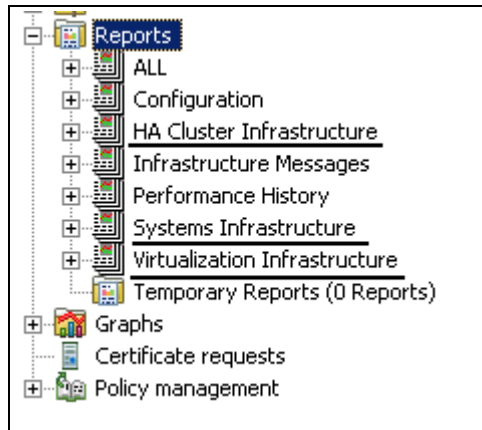 Reports
ALL
Configuration
HA Cluster Infrastructure
Infrastructure Messages
Performance History
Systems Infrastructure
Virtualization Infrastructure
Temporary Reports (0 Reports)
Graphs
Certificate requests
Policy management